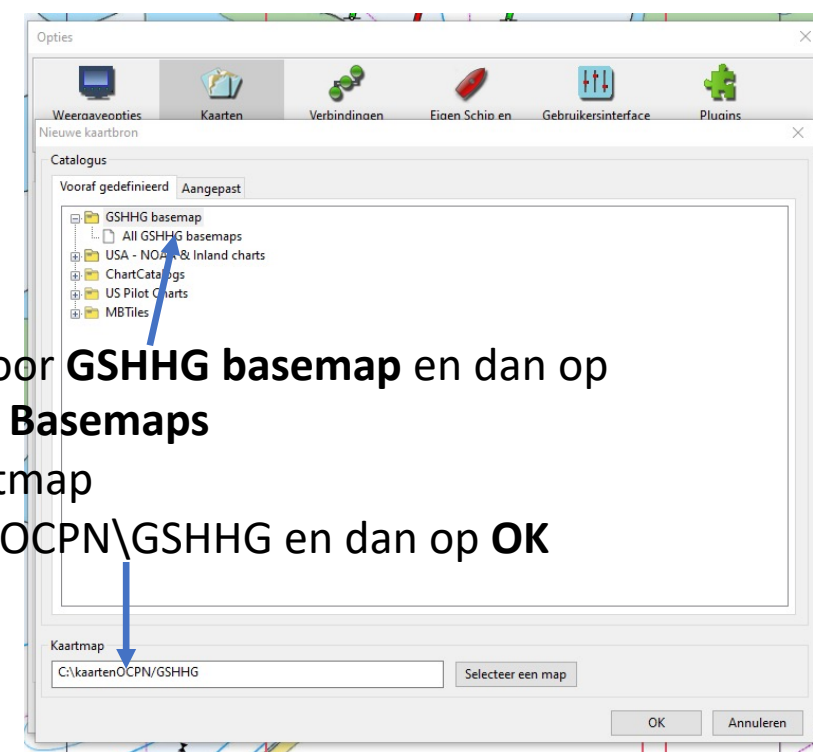 Opties
Weergaveopties Kaarten Verbindingen Eigen Schip en Gebruikersinterface Plugins
Nieuwe kaartbron
Catalogus
Vooraf gedefinieerd Aangepast
GSHHG basemap
All GSHHG basemaps
USA - NOAA & Inland charts
ChartCatalogs
US Pilot Charts
MBTiles
oor GSHHG basemap en dan op
Basemaps
tmap
OCPN\GSHHG en dan op OK
Kaartmap
C:\kaartenOCPN/GSHHG Selecteer een map
OK Annuleren